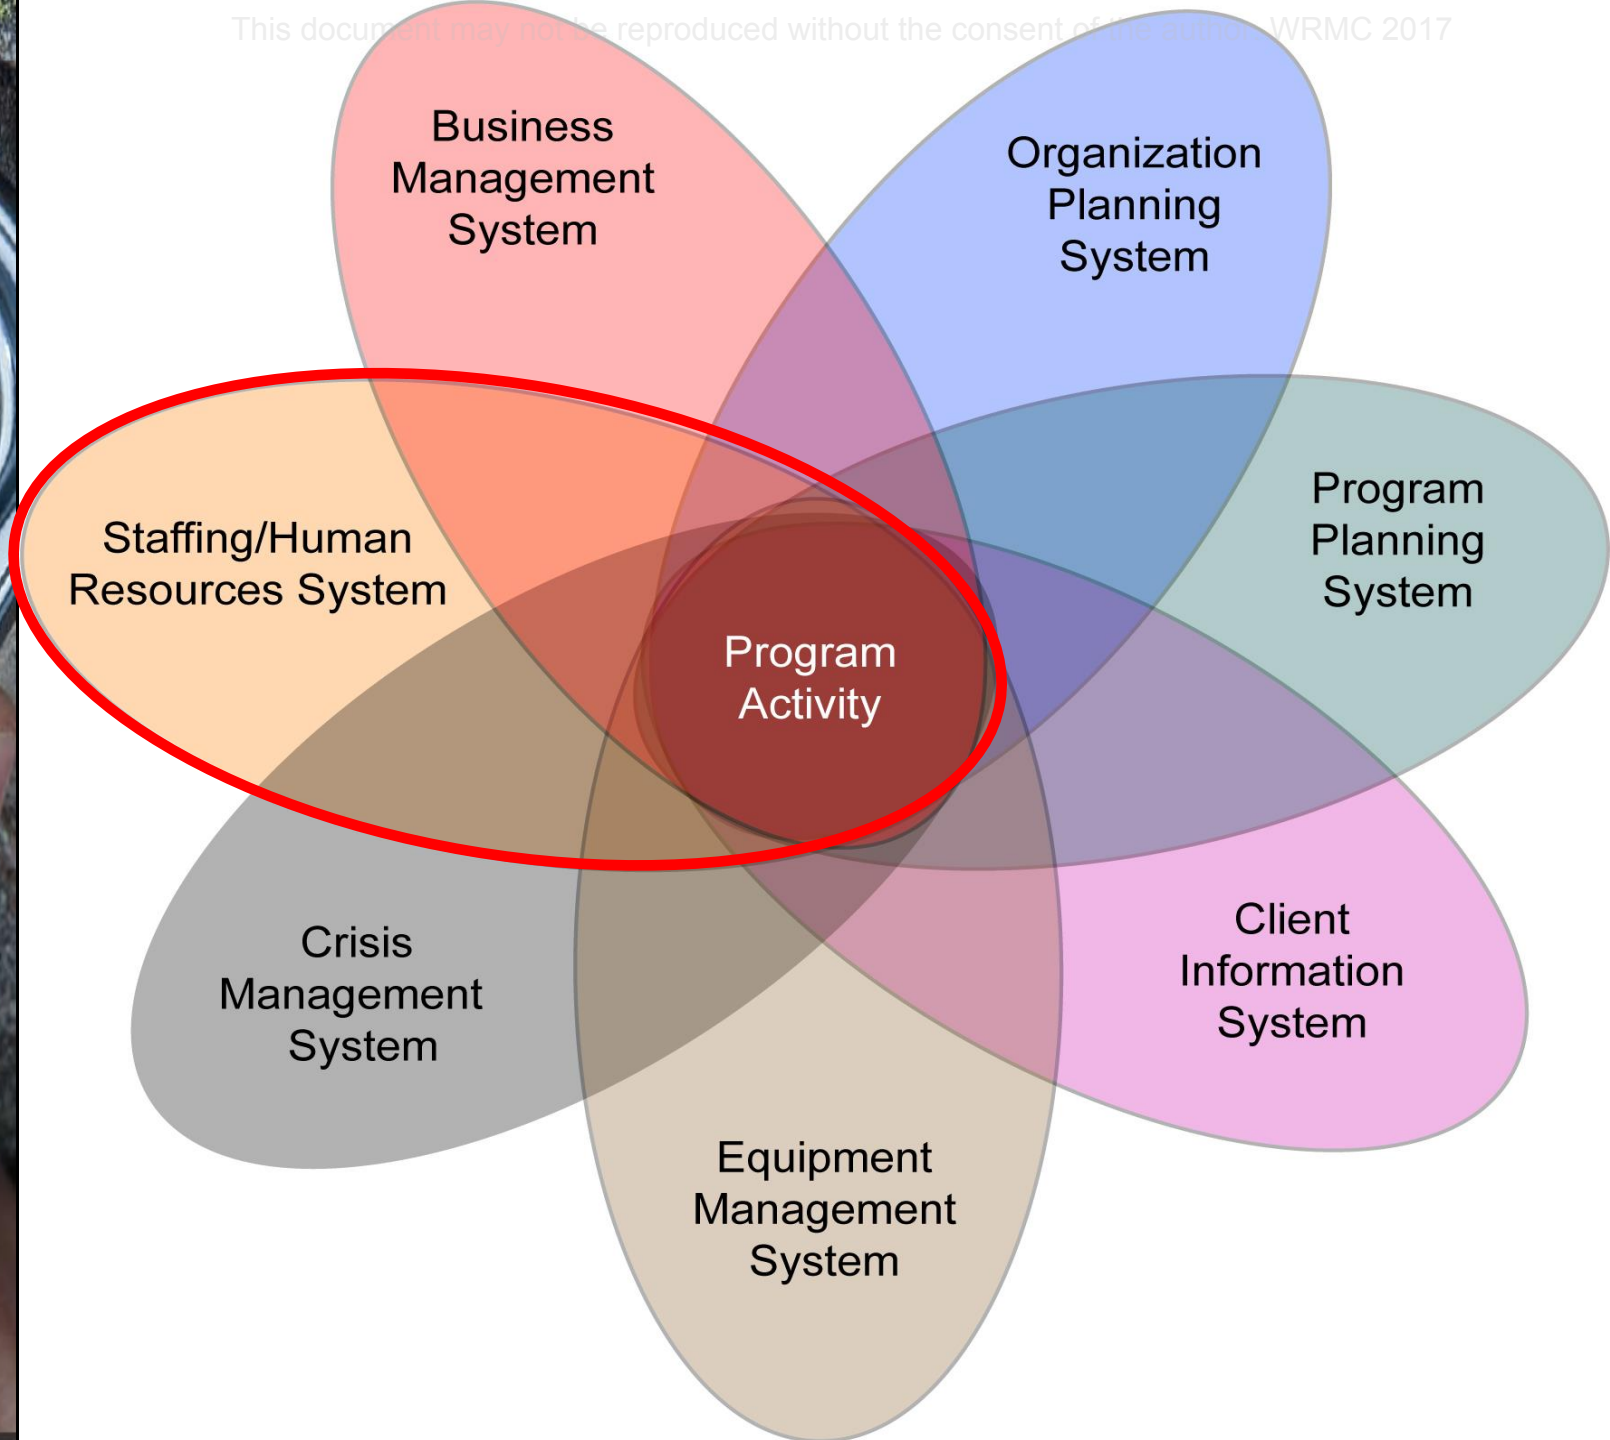 This document may not be reproduced without the consent of the author. WRMC 2017
Business
Management
System
Organization
Planning
System
Staffing/Human
Resources System
Program
Planning
System
Program
Activity
Crisis
Management
System
Client
Information
System
Equipment
Management
System